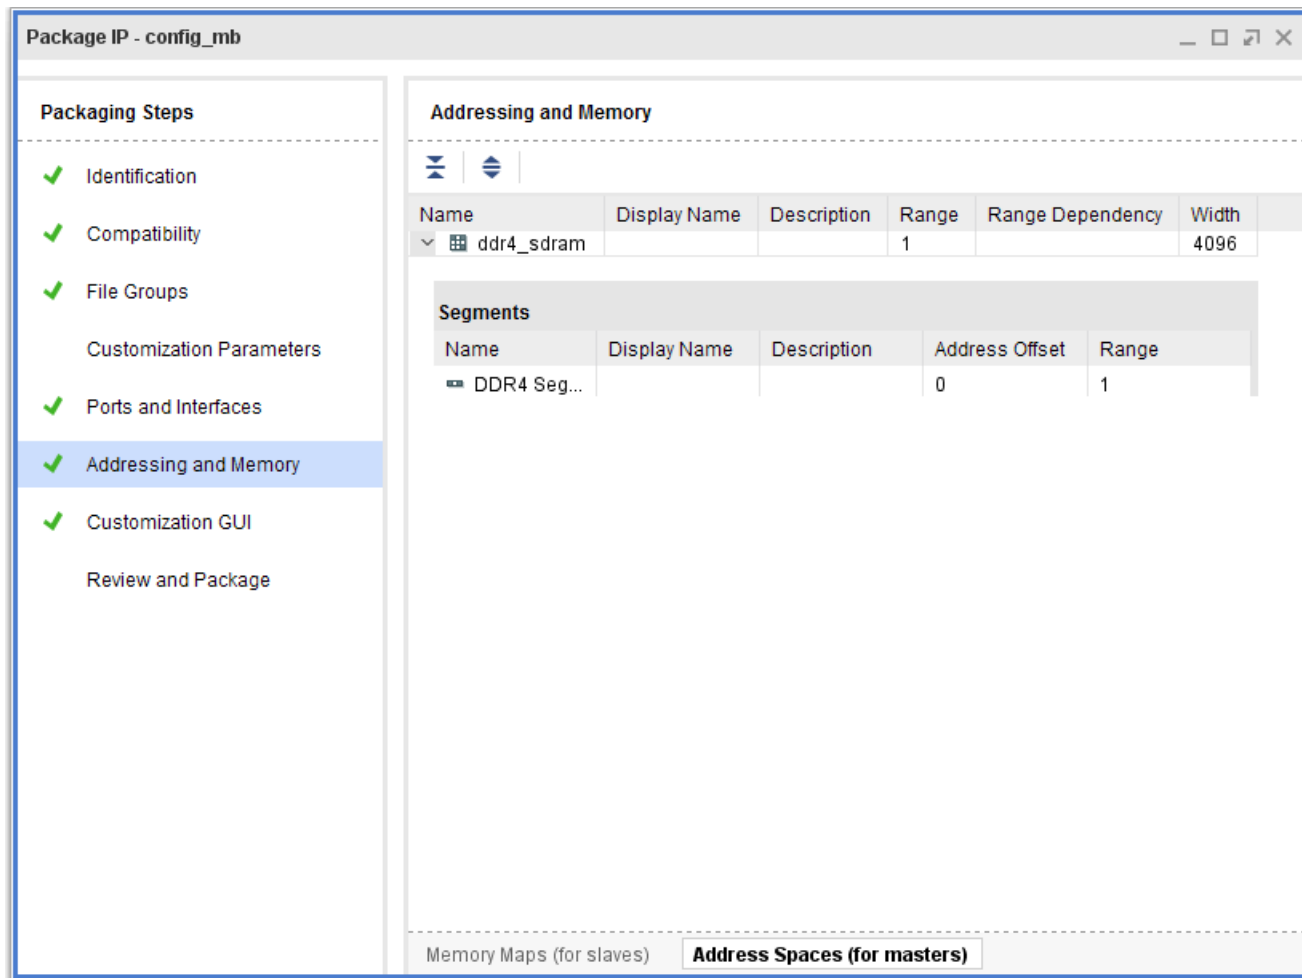 Package IP - config_mb
Packaging Steps
Identification
Compatibility
File Groups
Customization Parameters
Ports and Interfaces
Addressing and Memory
Customization GUI
Review and Package
Addressing and Memory
Name Display Name Description Range Range Dependency Width
ddr4_sdram 1 4096
Segments
Name Display Name Description Address Offset Range
DDR4 Seg... 0 1
Memory Maps (for slaves) Address Spaces (for masters)